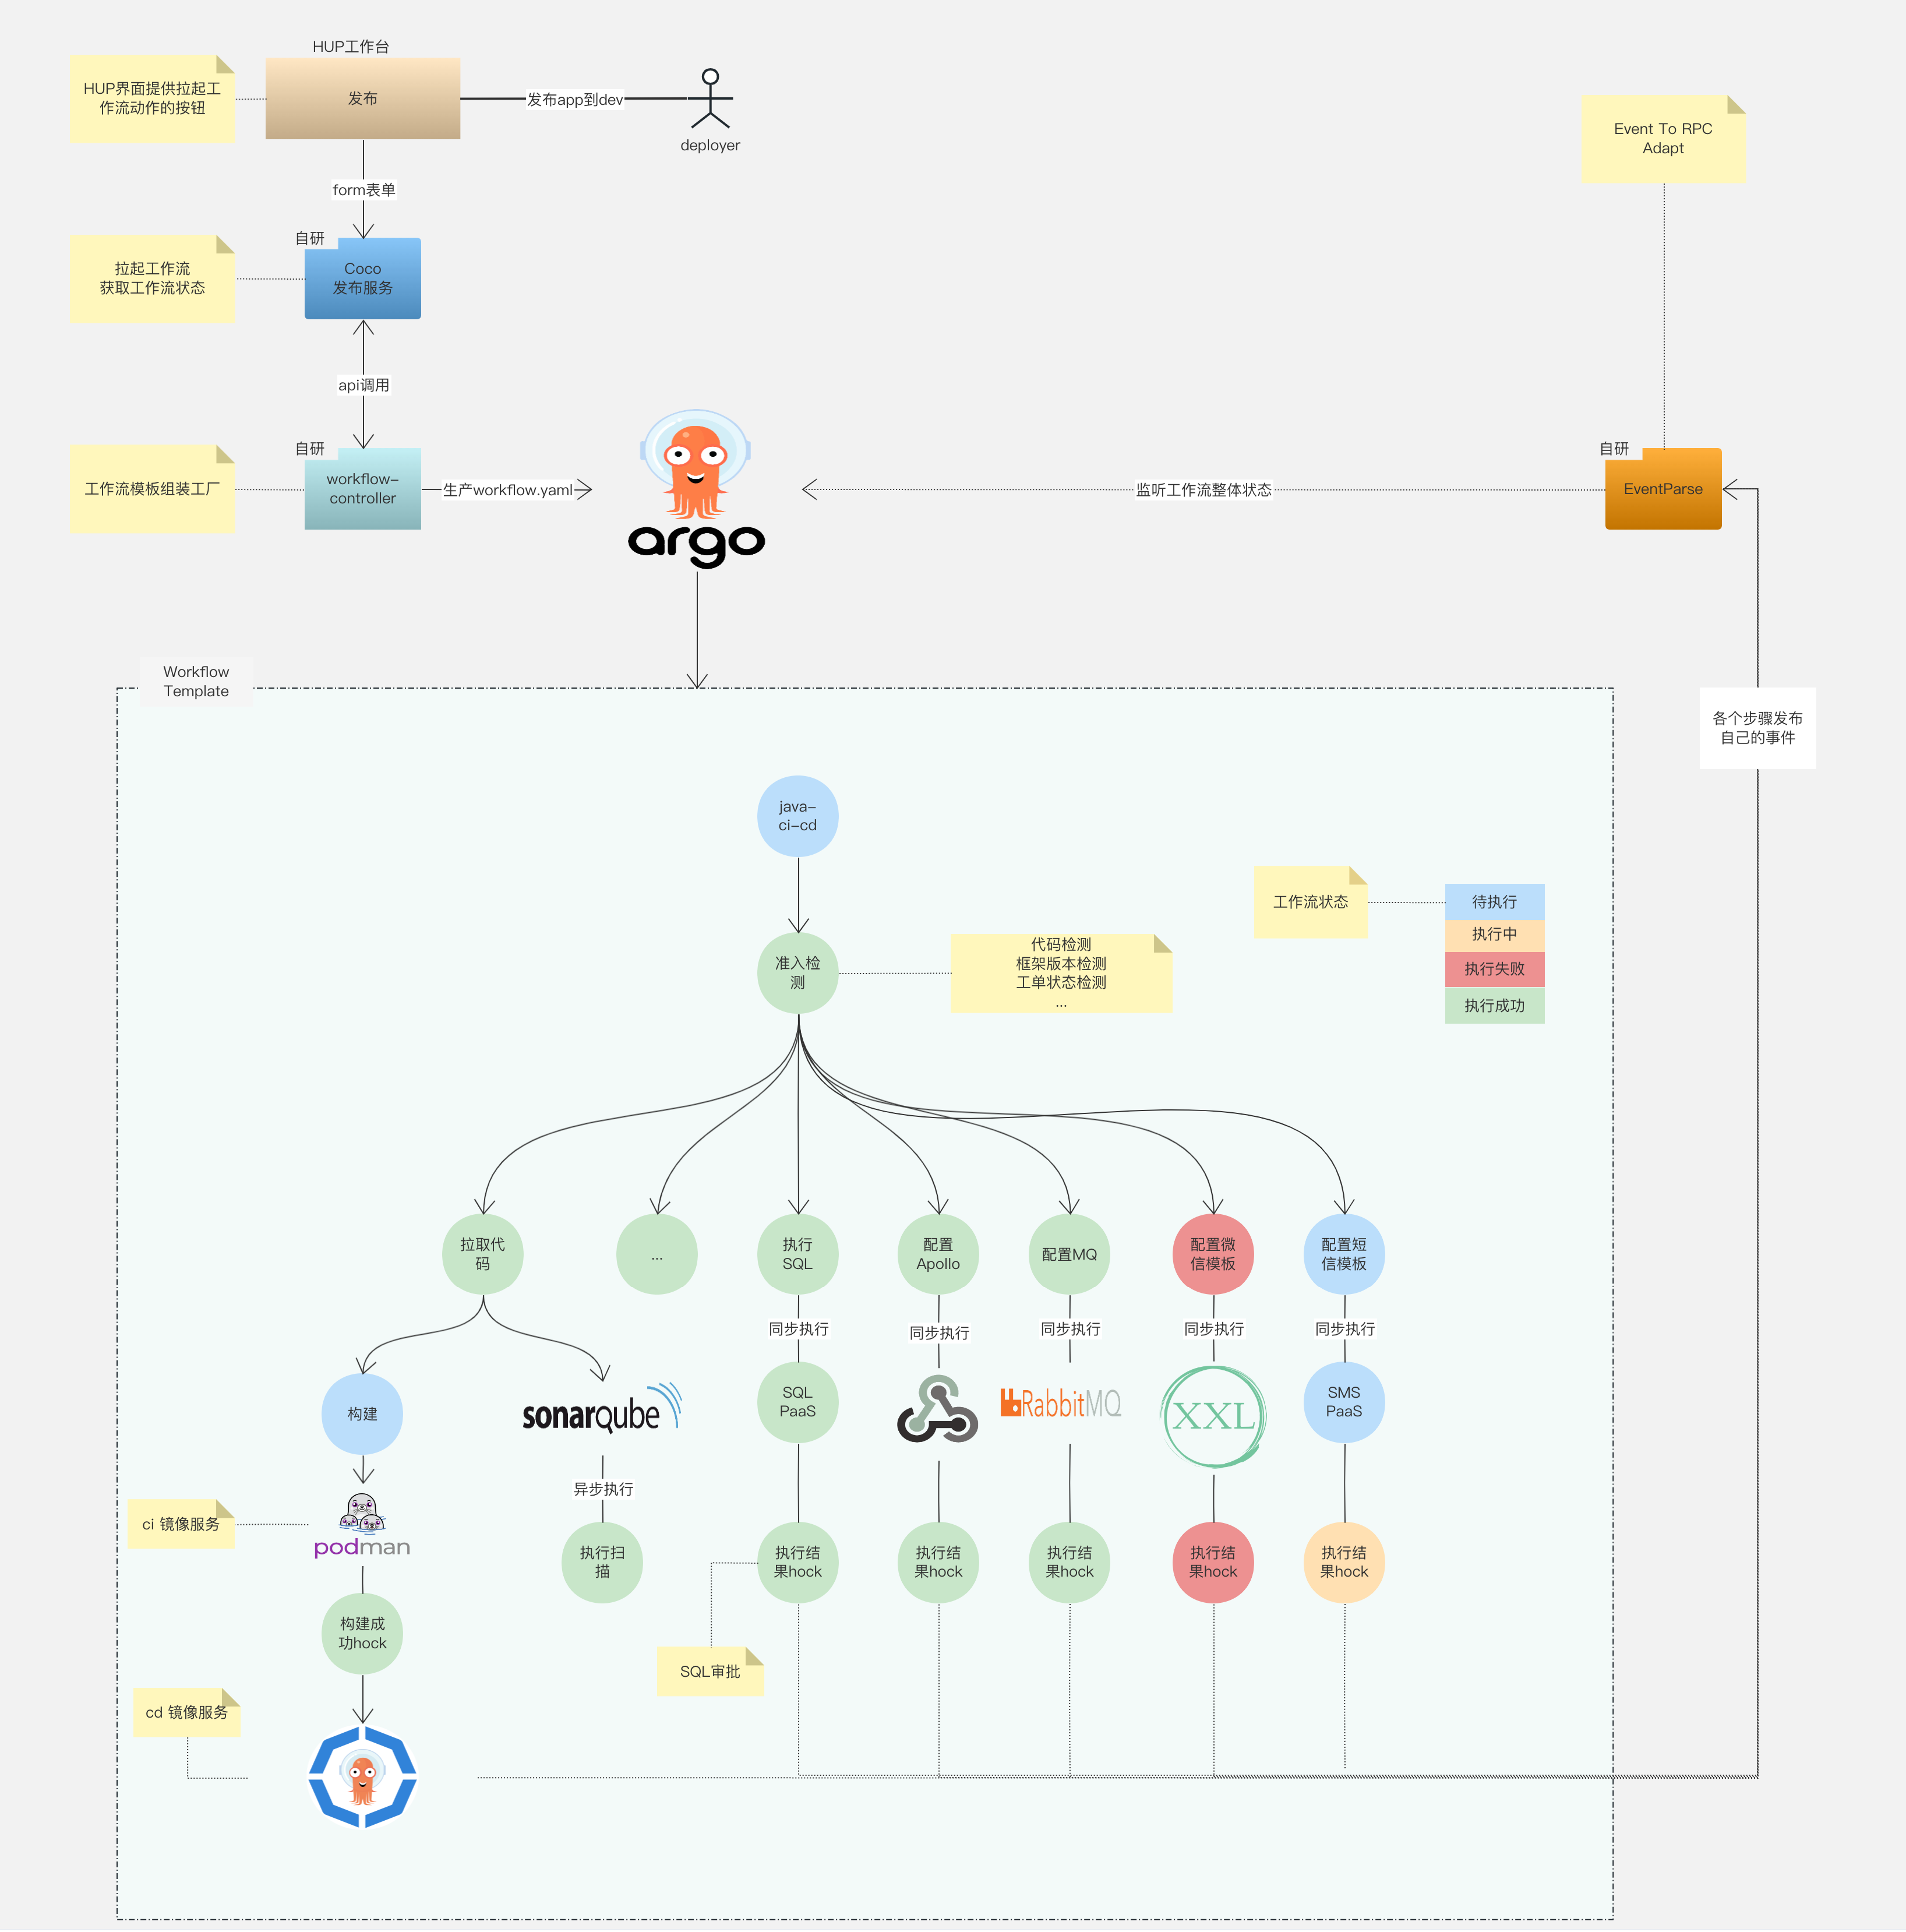 HUP工作台
HUP界面提供拉起工
作流动作的按钮
发布
发布app到dev
deployer
Event To RPC
Adapt
form表单
自研
拉起工作流
获取工作流状态
Coco
发布服务
api调用
自研
工作流模板组装工厂
workflow-
controller
生产workflow.yaml
argo
监听工作流整体状态
自研
EventParse
Workflow
Template
各个步骤发布
自己的事件
java-
ci-cd
工作流状态
待执行
执行中
执行失败
执行成功
准入检
测
代码检测
框架版本检测
工单状态检测
...
拉取代
码
...
执行
SQL
配置
Apollo
配置MQ
配置微
信模板
配置短
信模板
同步执行
同步执行
同步执行
同步执行
同步执行
构建
sonarqube
SQL
PaaS
RabbitMQ
XXL
SMS
PaaS
异步执行
ci 镜像服务
podman
执行扫
描
执行结
果hock
执行结
果hock
执行结
果hock
执行结
果hock
执行结
果hock
构建成
功hock
SQL审批
cd 镜像服务